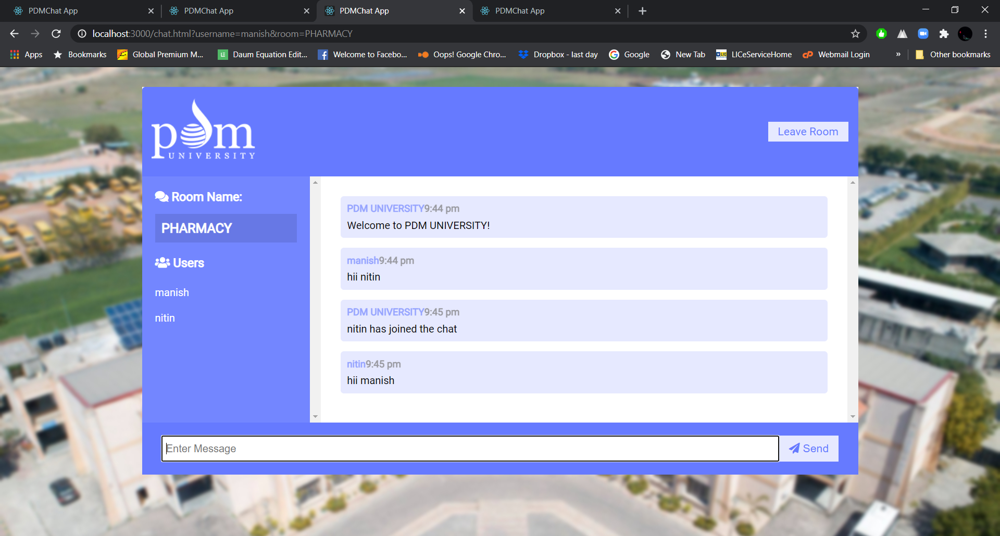 PDMChat App
PDMChat App
PDMChat App
PDMChat App
localhost:3000/chat.html?username=manish&room=PHARMACY
Apps
Bookmarks
Global Premium M...
Daum Equation Edit...
Welcome to Facebo...
Oops! Google Chro...
Dropbox - last day
Google
New Tab
LICeServiceHome
Webmail Login
»
Other bookmarks
pdm
UNIVERSITY
Leave Room
Room Name:
PHARMACY
Users
manish
nitin
PDM UNIVERSITY9:44 pm
Welcome to PDM UNIVERSITY!
manish9:44 pm
hii nitin
PDM UNIVERSITY9:45 pm
nitin has joined the chat
nitin9:45 pm
hii manish
Enter Message
Send